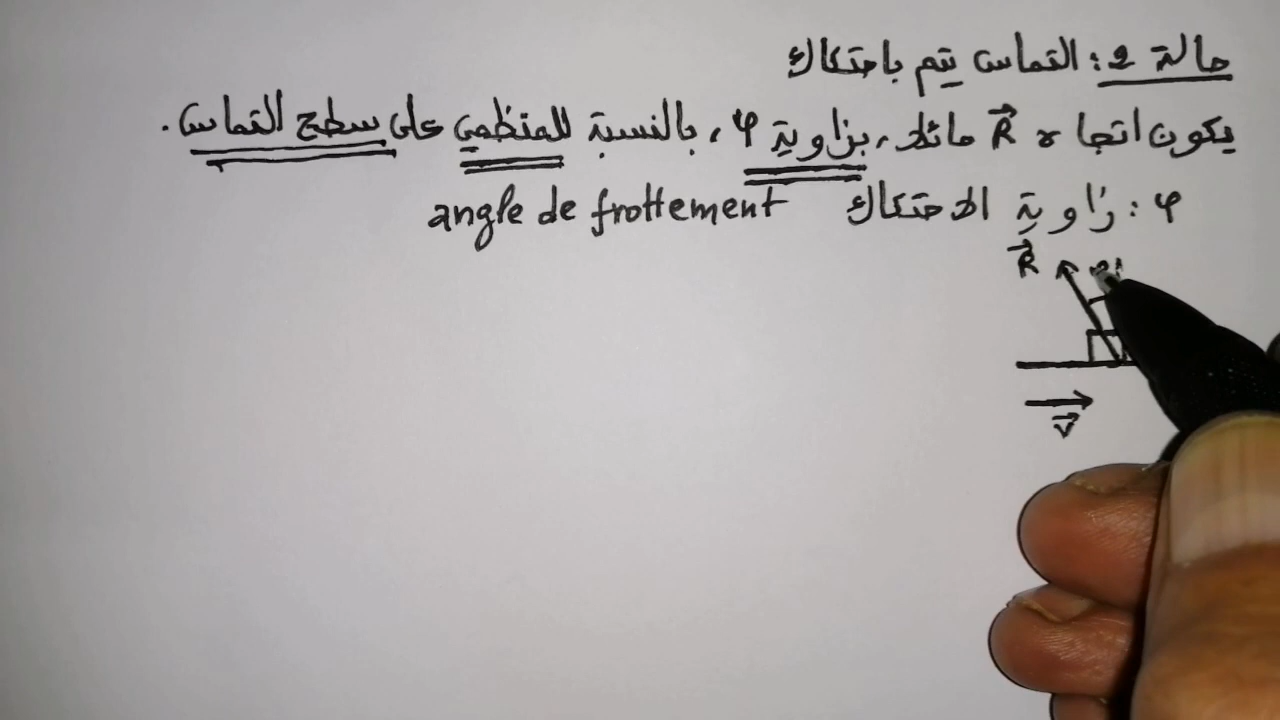 حالة 2: التماس يتم باحتكاك
يكون اتجاه R⃗ مائلا، بزاوية φ، بالنسبة للمنظمي على سطح التماس.
φ: زاوية الاحتكاك angle de frottement
R⃗
V⃗